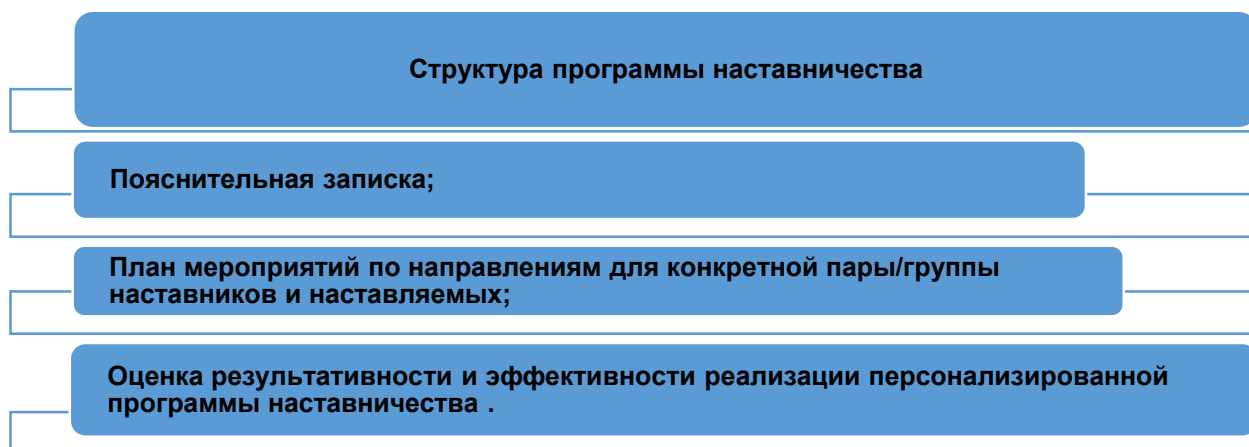 Структура программы наставничества
Пояснительная записка;
План мероприятий по направлениям для конкретной пары/группы
наставников и наставляемых;
Оценка результативности и эффективности реализации персонализированной
программы наставничества .